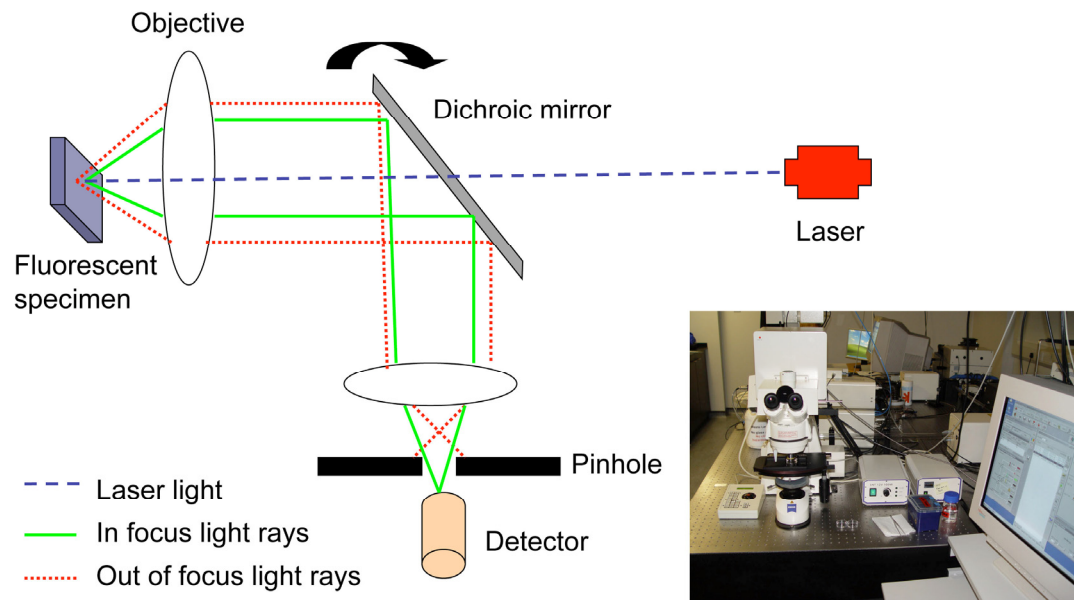 Objective
Dichroic mirror
Laser
Fluorescent
specimen
Pinhole
Detector
Laser light
In focus light rays
Out of focus light rays